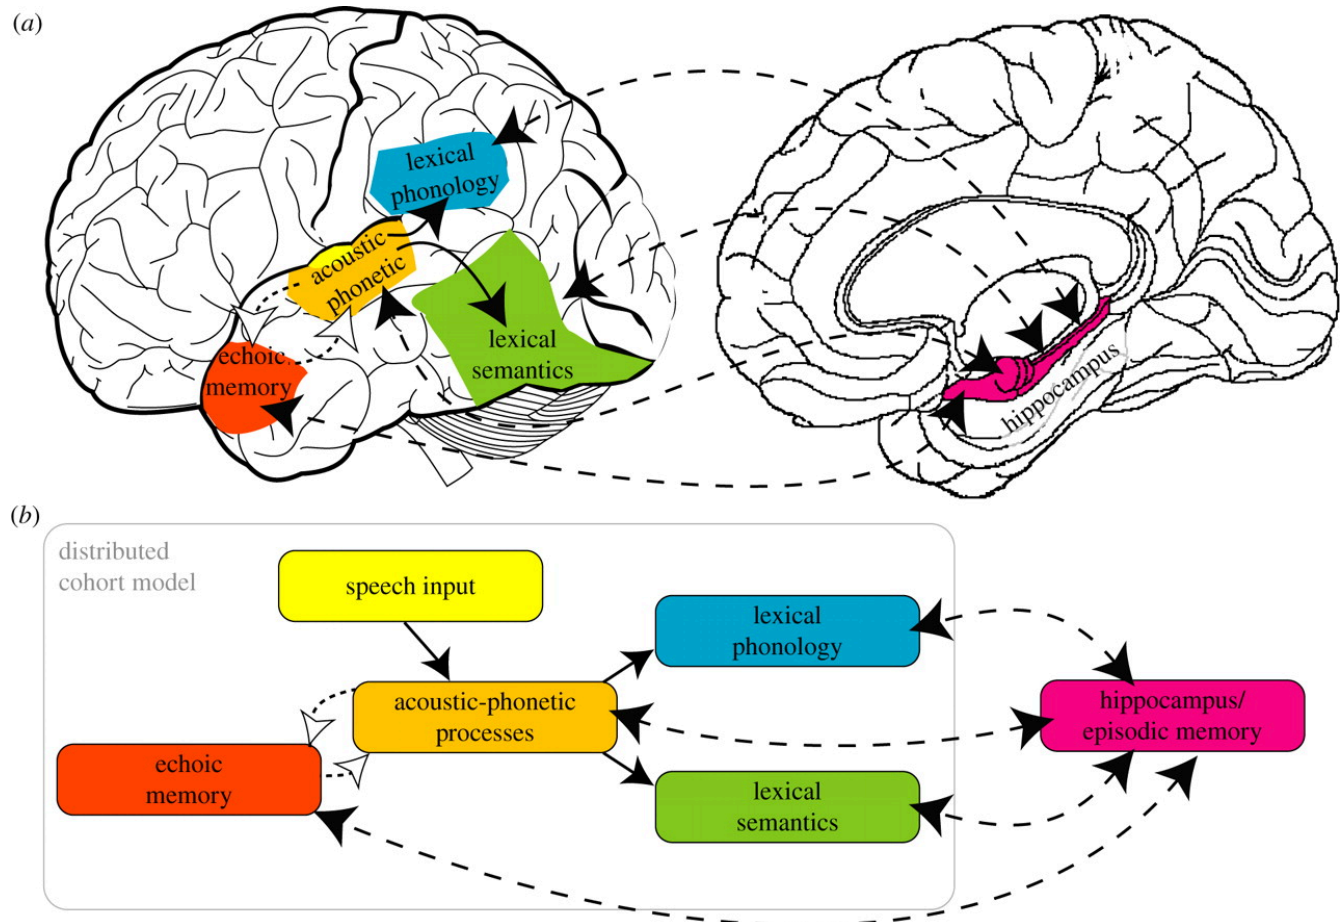 (a)
lexical
phonology
acoustic
phonetic
echoic
memory
lexical
semantics
hippocampus
(b)
distributed
cohort model
speech input
lexical
phonology
acoustic-phonetic
processes
hippocampus/
episodic memory
echoic
memory
lexical
semantics